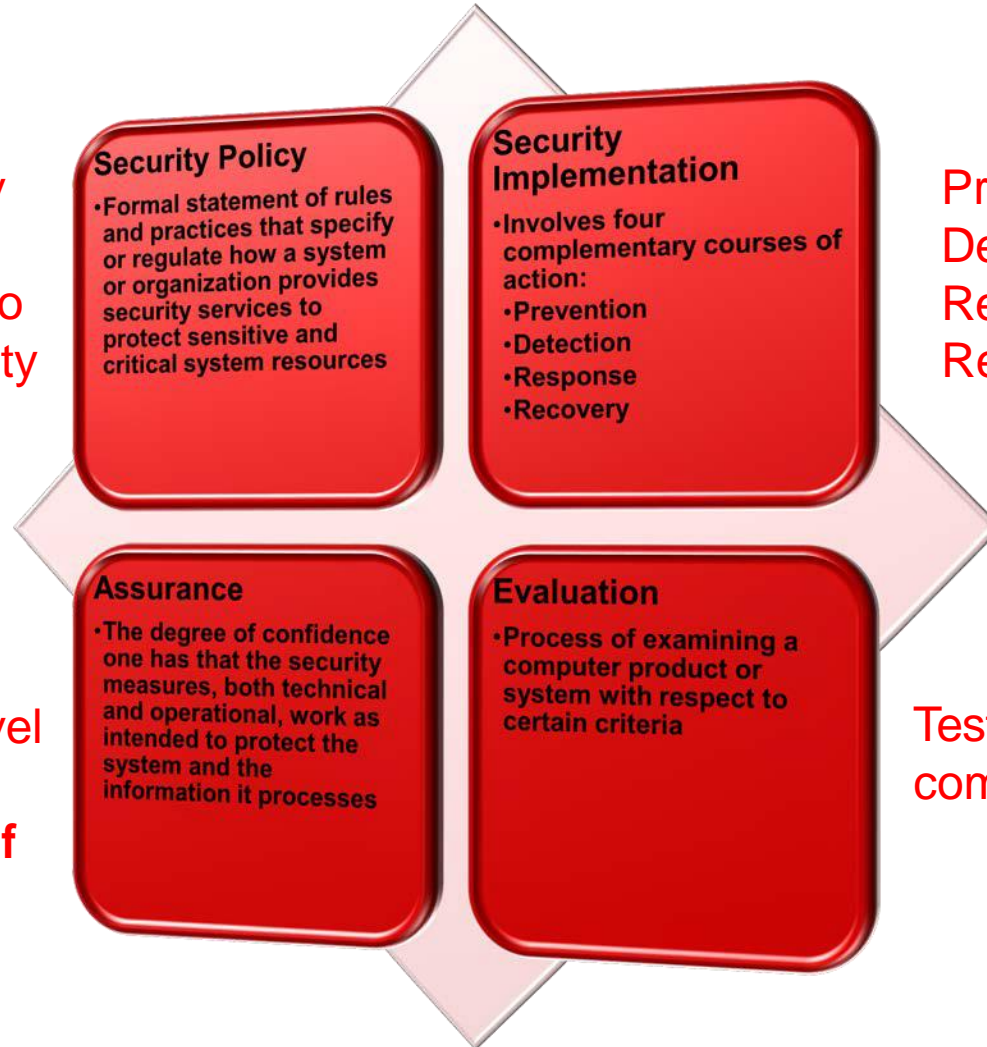 Security Policy
•Formal statement of rules
and practices that specify
or regulate how a system
or organization provides
security services to
protect sensitive and
critical system resources
Security
Implementation
•Involves four
complementary courses of
action:
•Prevention
•Detection
•Response
•Recovery
Assurance
•The degree of confidence
one has that the security
measures, both technical
and operational, work as
intended to protect the
system and the
information it processes
Evaluation
•Process of examining a
computer product or
system with respect to
certain criteria